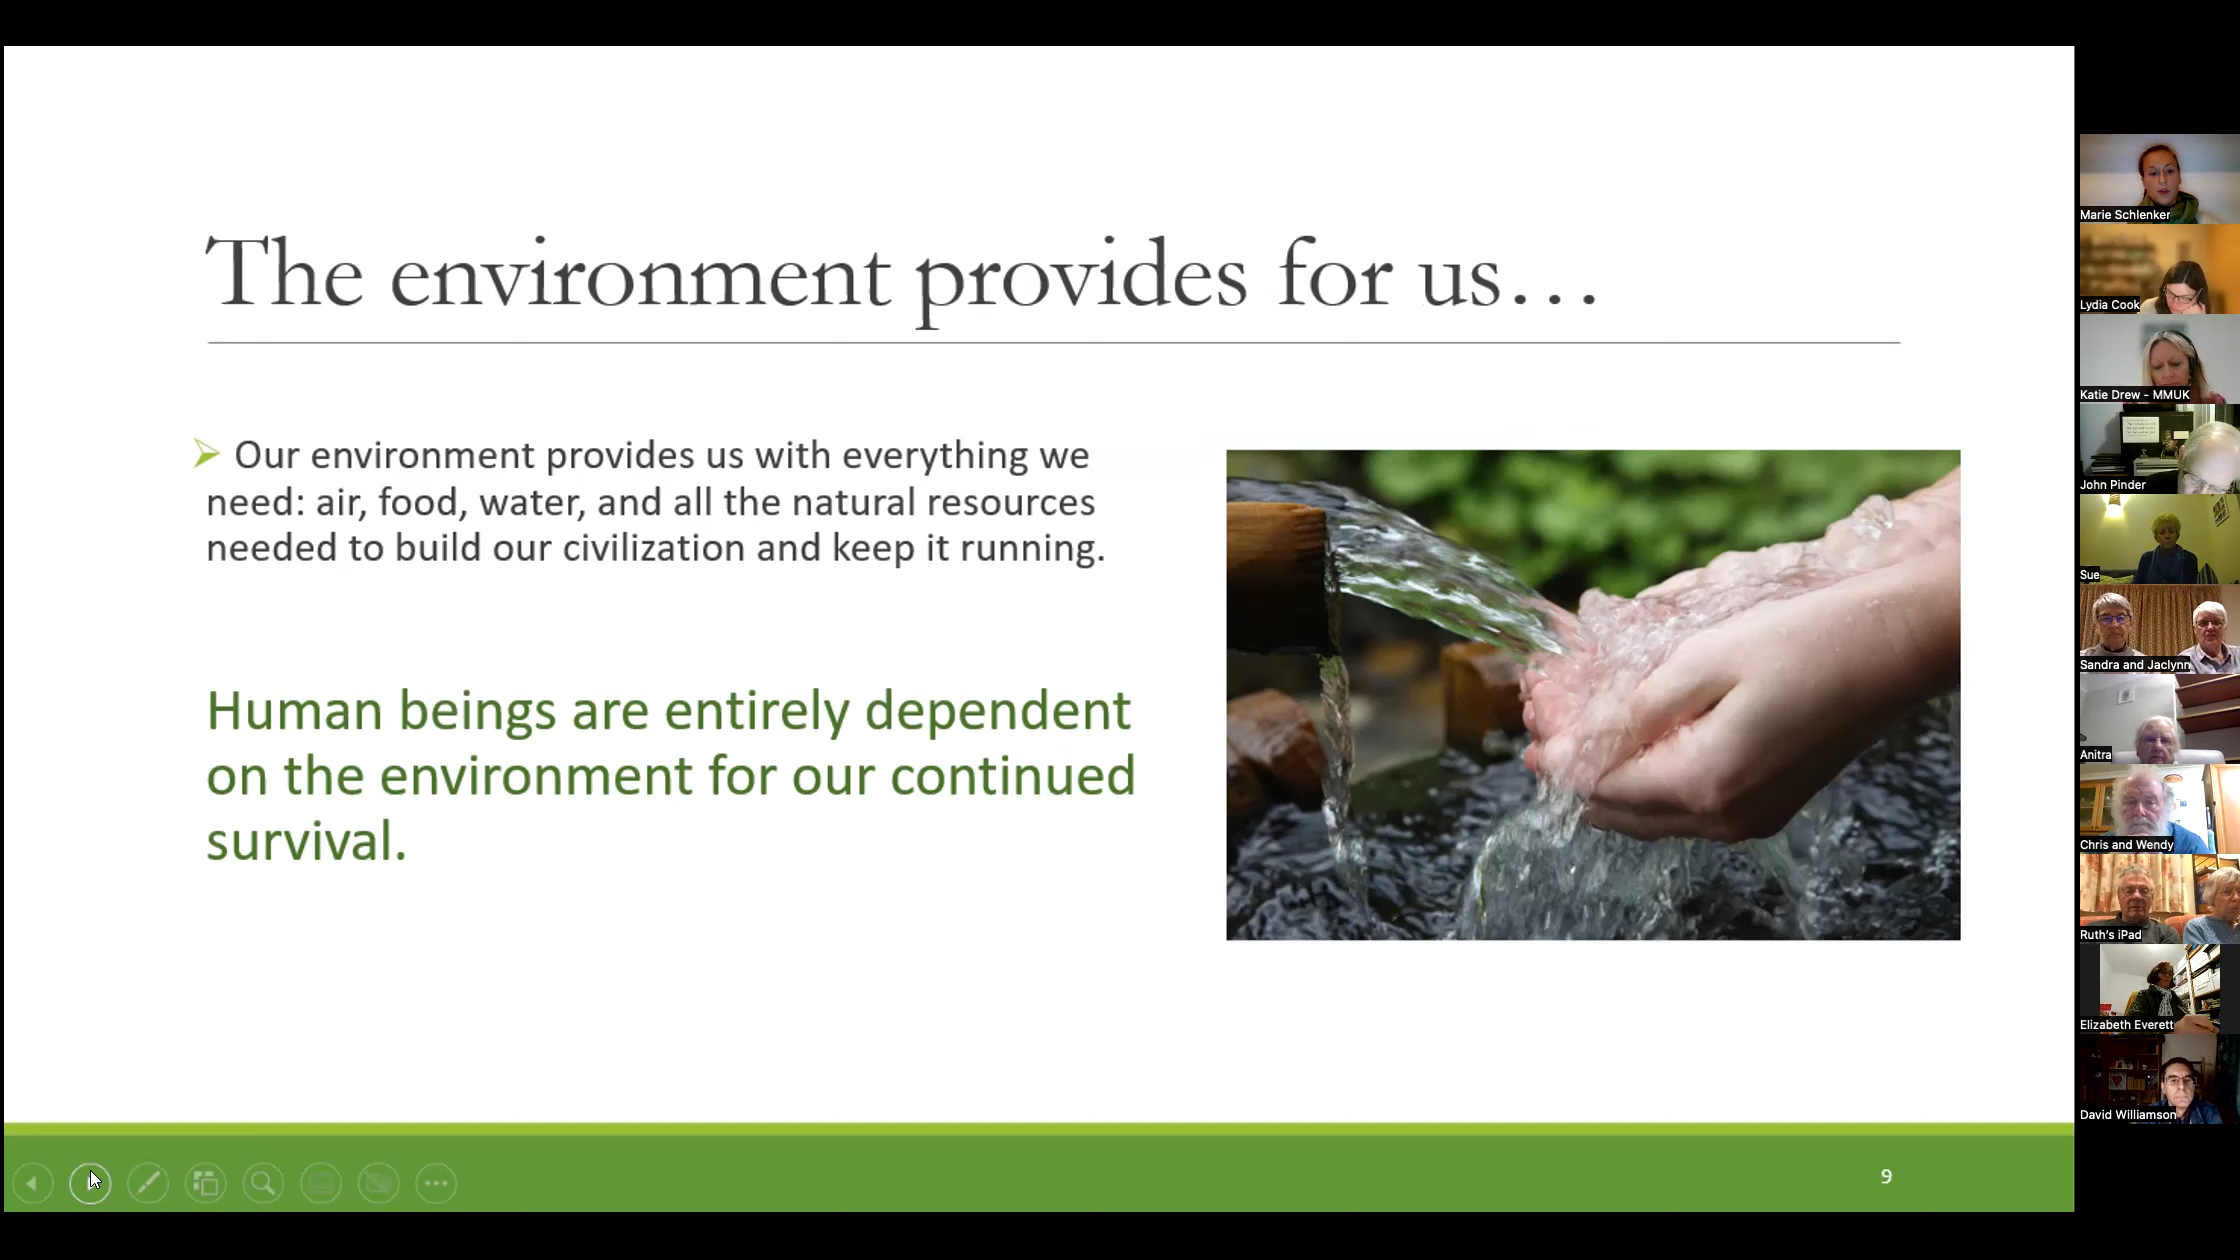 The environment provides for us…
Our environment provides us with everything we
need: air, food, water, and all the natural resources
needed to build our civilization and keep it running.
Human beings are entirely dependent
on the environment for our continued
survival.
9
Marie Schlenker
Lydia Cook
Katie Drew - MMUK
John Pinder
Sue
Sandra and Jaclynn
Anitra
Chris and Wendy
Ruth's iPad
Elizabeth Everett
David Williamson